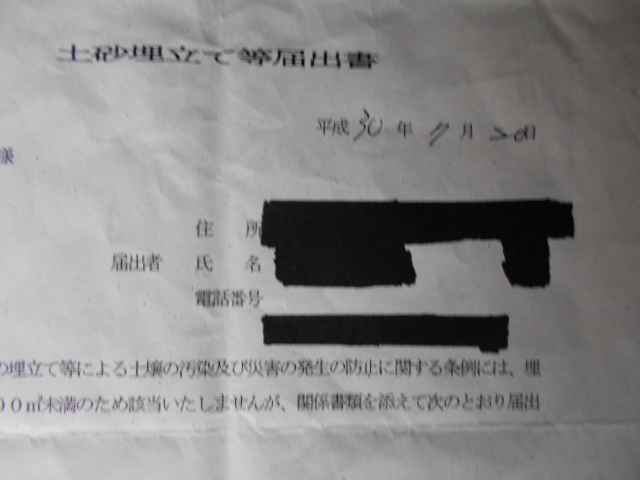 土砂埋立て等届出書
平成30年 月 20日
様
住所
届出者 氏名
電話番号
の埋立て等による土壌の汚染及び災害の発生の防止に関する条例には、埋
00㎡未満のため該当いたしませんが、関係書類を添えて次のとおり届出